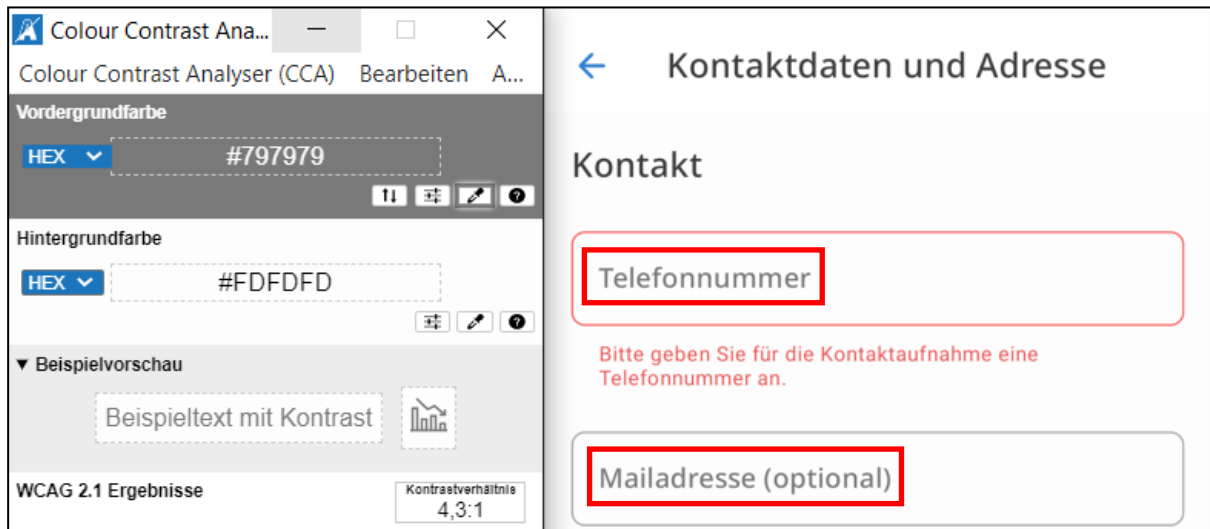 Colour Contrast Ana...
Colour Contrast Analyser (CCA) Bearbeiten A...
Vordergrundfarbe
HEX #797979
Hintergrundfarbe
HEX #FDFDFD
Beispielvorschau
Beispieltext mit Kontrast
WCAG 2.1 Ergebnisse
Kontrastverhältnis
4,3:1
Kontaktdaten und Adresse
Kontakt
Telefonnummer
Bitte geben Sie für die Kontaktaufnahme eine
Telefonnummer an.
Mailadresse (optional)